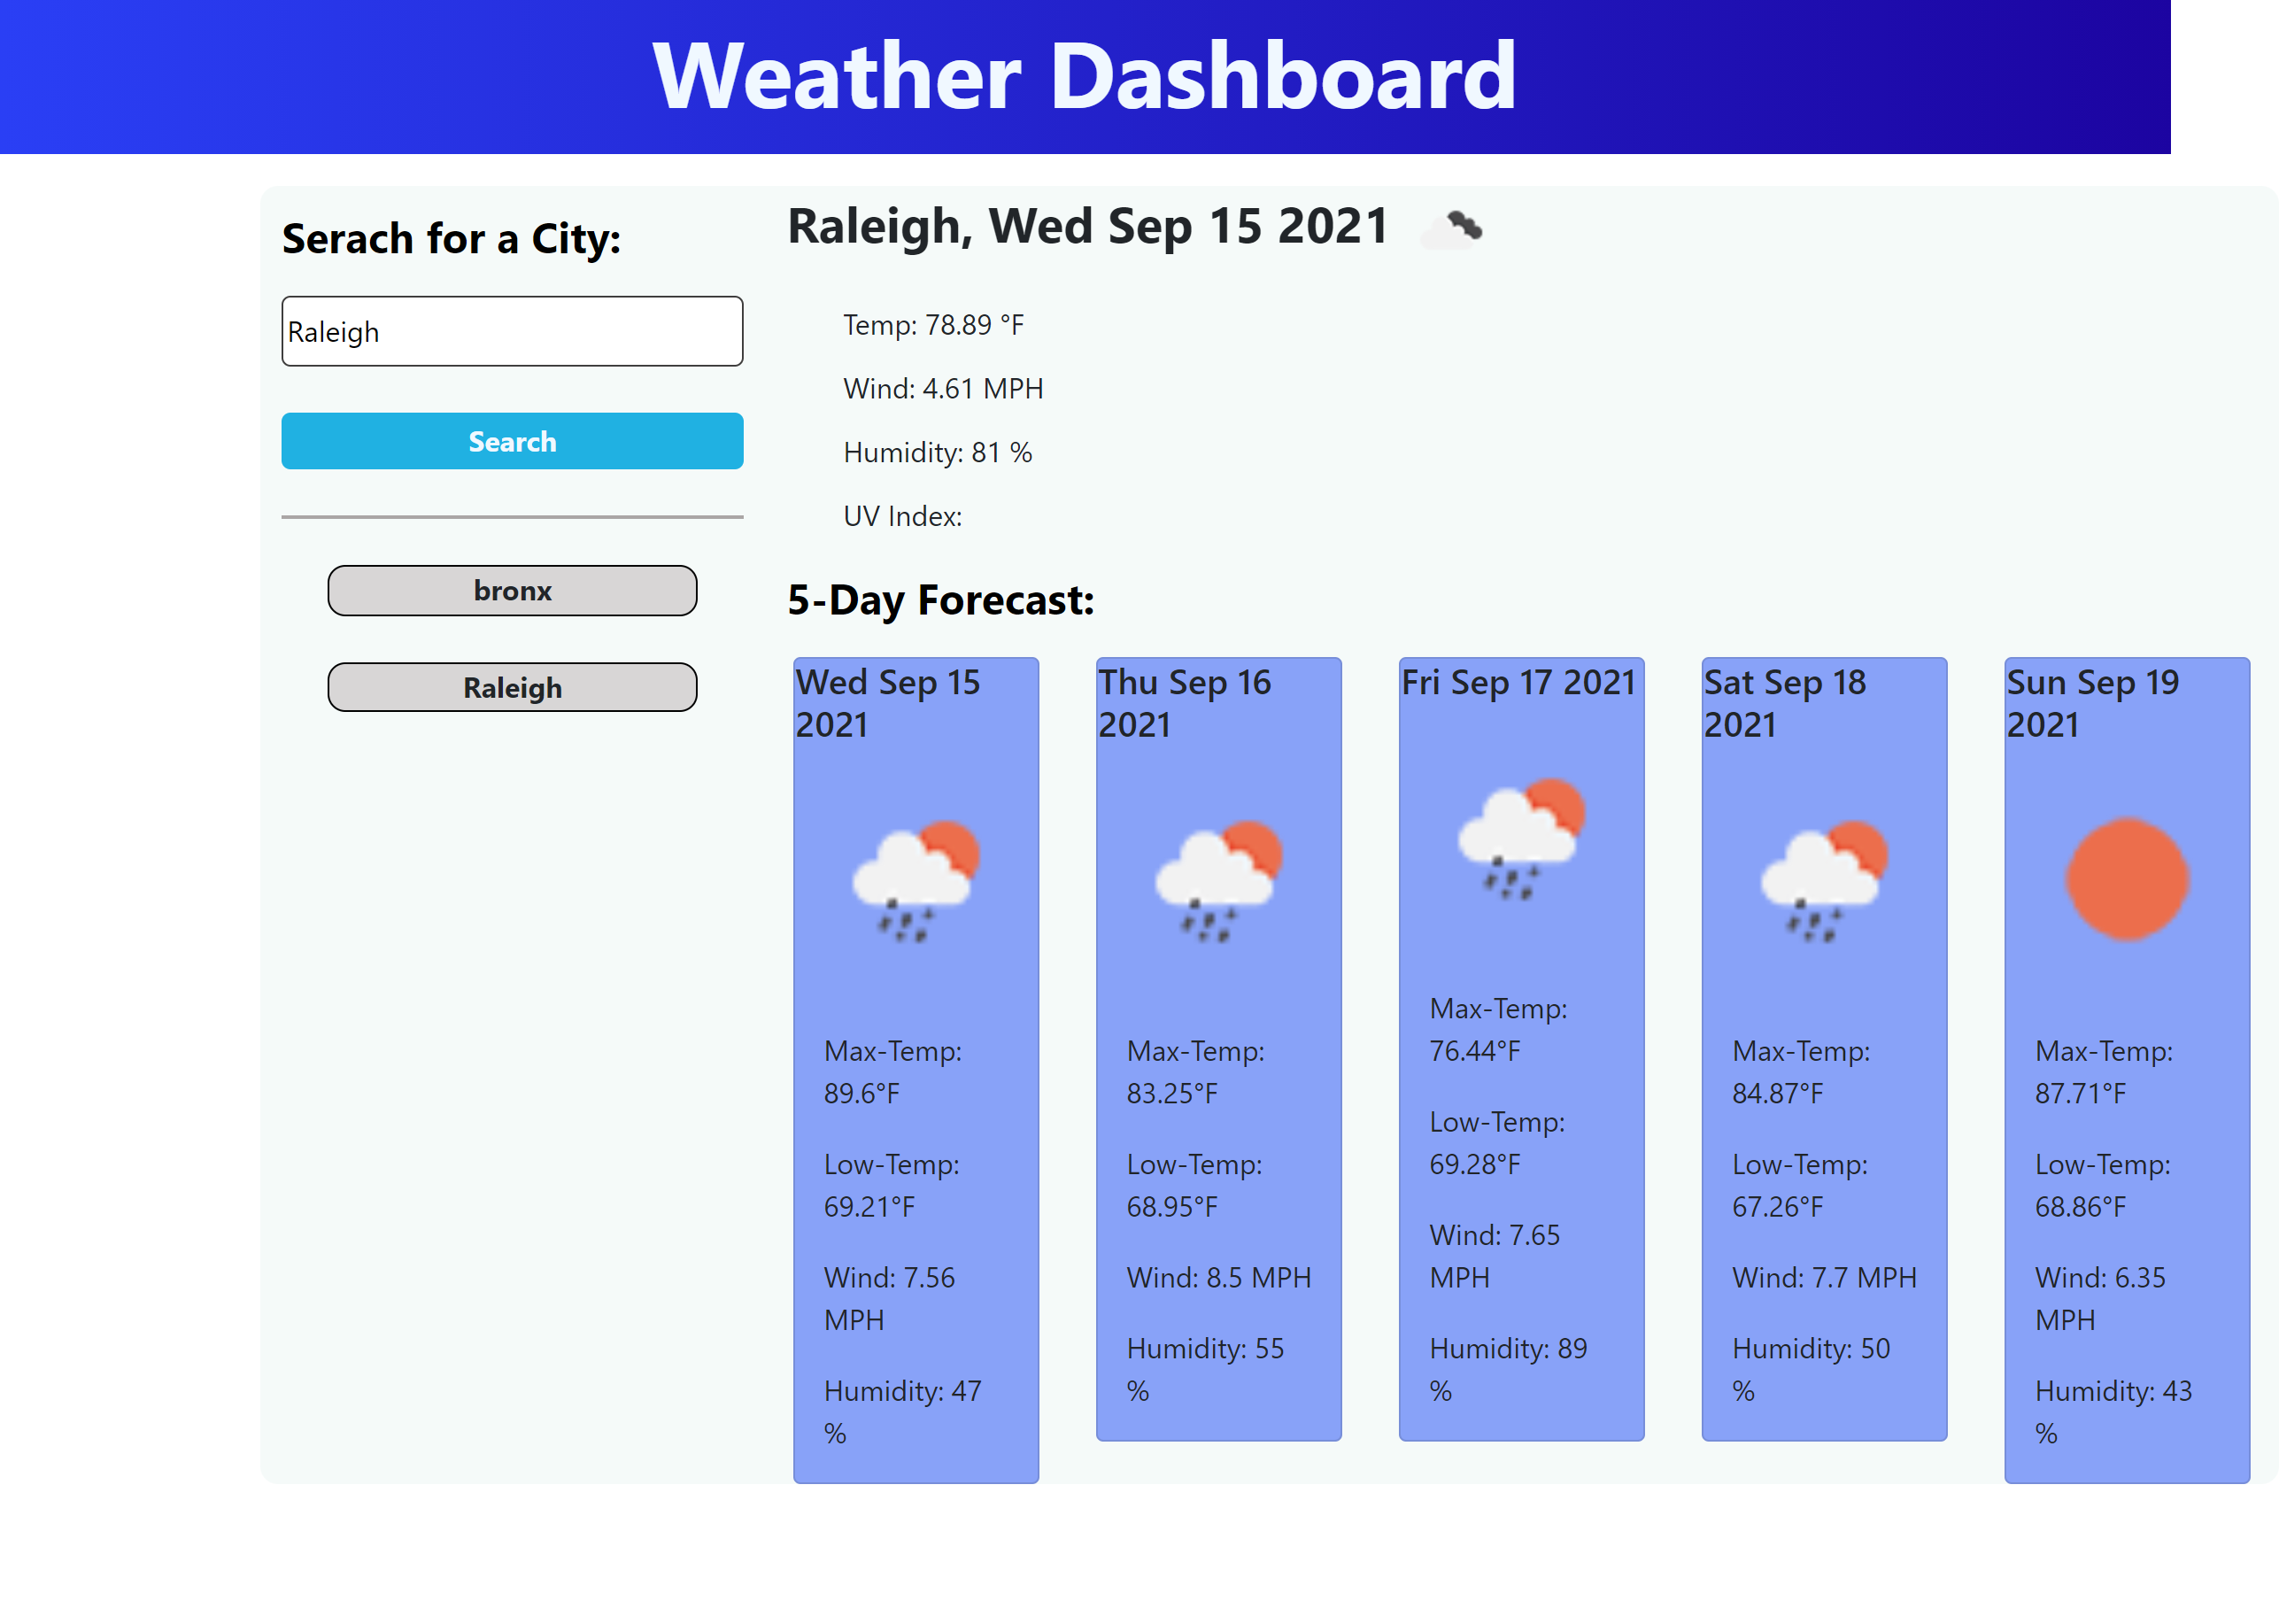 Weather Dashboard
Serach for a City:
Raleigh
Search
bronx
Raleigh
Raleigh, Wed Sep 15 2021
Temp: 78.89 °F
Wind: 4.61 MPH
Humidity: 81 %
UV Index:
5-Day Forecast:
Wed Sep 15
2021
Max-Temp:
89.6°F
Low-Temp:
69.21°F
Wind: 7.56
MPH
Humidity: 47
%
Thu Sep 16
2021
Max-Temp:
83.25°F
Low-Temp:
68.95°F
Wind: 8.5 MPH
Humidity: 55
%
Fri Sep 17 2021
Max-Temp:
76.44°F
Low-Temp:
69.28°F
Wind: 7.65
MPH
Humidity: 89
%
Sat Sep 18
2021
Max-Temp:
84.87°F
Low-Temp:
67.26°F
Wind: 7.7 MPH
Humidity: 50
%
Sun Sep 19
2021
Max-Temp:
87.71°F
Low-Temp:
68.86°F
Wind: 6.35
MPH
Humidity: 43
%